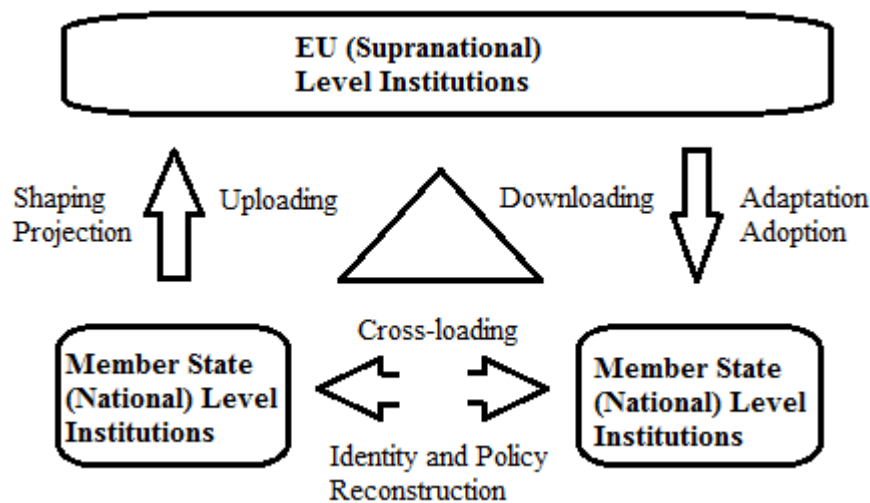 EU (Supranational)
Level Institutions
Shaping
Projection
Uploading
Downloading
Adaptation
Adoption
Cross-loading
Member State
(National) Level
Institutions
Member State
(National) Level
Institutions
Identity and Policy
Reconstruction